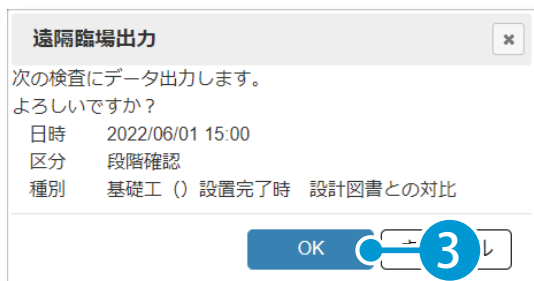 遠隔臨場出力
×
次の検査にデータ出力します。
よろしいですか？
日時 2022/06/01 15:00
区分 段階確認
種別 基礎工（）設置完了時 設計図書との対比
OK
3
ル